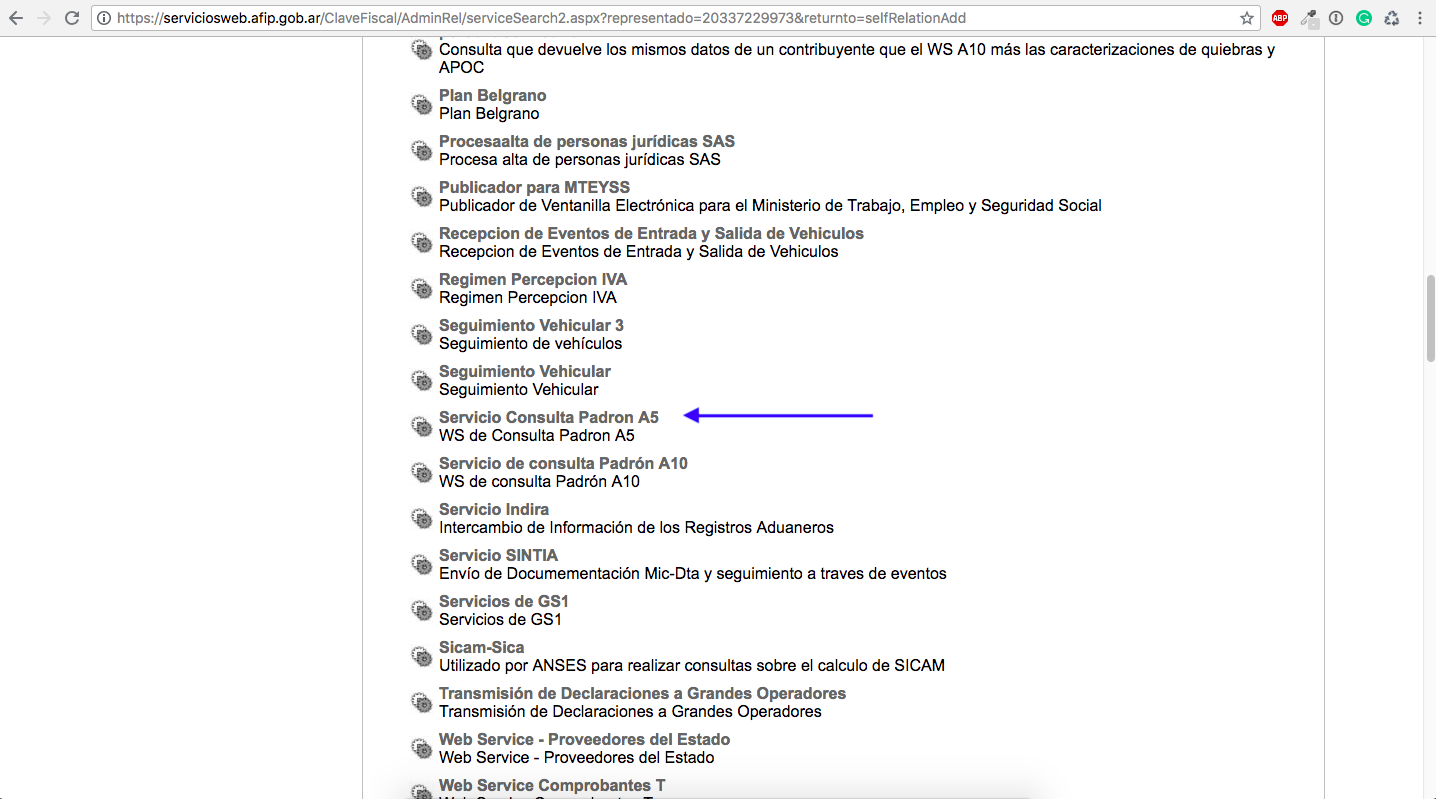 https://serviciosweb.afip.gob.ar/ClaveFiscal/AdminRel/serviceSearch2.aspx?representado=20337229973&returnto=selfRelationAdd
ABP
Consulta que devuelve los mismos datos de un contribuyente que el WS A10 más las caracterizaciones de quiebras y
APOC
Plan Belgrano
Plan Belgrano
Procesaalta de personas jurídicas SAS
Procesa alta de personas jurídicas SAS
Publicador para MTEYSS
Publicador de Ventanilla Electrónica para el Ministerio de Trabajo, Empleo y Seguridad Social
Recepcion de Eventos de Entrada y Salida de Vehiculos
Recepcion de Eventos de Entrada y Salida de Vehiculos
Regimen Percepcion IVA
Regimen Percepcion IVA
Seguimiento Vehicular 3
Seguimiento de vehículos
Seguimiento Vehicular
Seguimiento Vehicular
Servicio Consulta Padron A5
WS de Consulta Padron A5
Servicio de consulta Padrón A10
WS de consulta Padrón A10
Servicio Indira
Intercambio de Información de los Registros Aduaneros
Servicio SINTIA
Envío de Documementación Mic-Dta y seguimiento a traves de eventos
Servicios de GS1
Servicios de GS1
Sicam-Sica
Utilizado por ANSES para realizar consultas sobre el calculo de SICAM
Transmisión de Declaraciones a Grandes Operadores
Transmisión de Declaraciones a Grandes Operadores
Web Service - Proveedores del Estado
Web Service - Proveedores del Estado
Web Service Comprobantes T